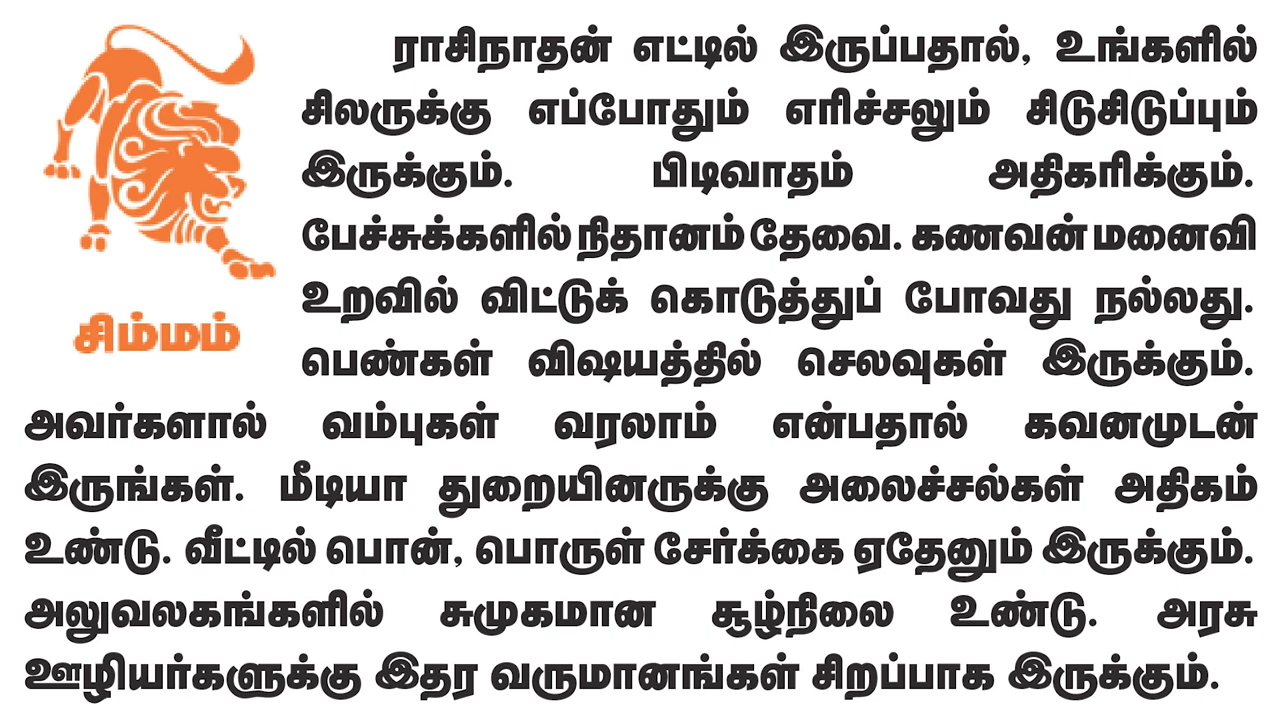 ராசிநாதன் எட்டில் இருப்பதால், உங்களில்
சிலருக்கு எப்போதும் எரிச்சலும் சிடுசிடுப்பும்
இருக்கும். பிடிவாதம் அதிகரிக்கும்.
பேச்சுக்களில் நிதானம் தேவை. கணவன் மனைவி
உறவில் விட்டுக் கொடுத்துப் போவது நல்லது.
சிம்மம்
பெண்கள் விஷயத்தில் செலவுகள் இருக்கும்.
அவர்களால் வம்புகள் வரலாம் என்பதால் கவனமுடன்
இருங்கள். மீடியா துறையினருக்கு அலைச்சல்கள் அதிகம்
உண்டு. வீட்டில் பொன், பொருள் சேர்க்கை ஏதேனும் இருக்கும்.
அலுவலகங்களில் சுமுகமான சூழ்நிலை உண்டு. அரசு
ஊழியர்களுக்கு இதர வருமானங்கள் சிறப்பாக இருக்கும்.